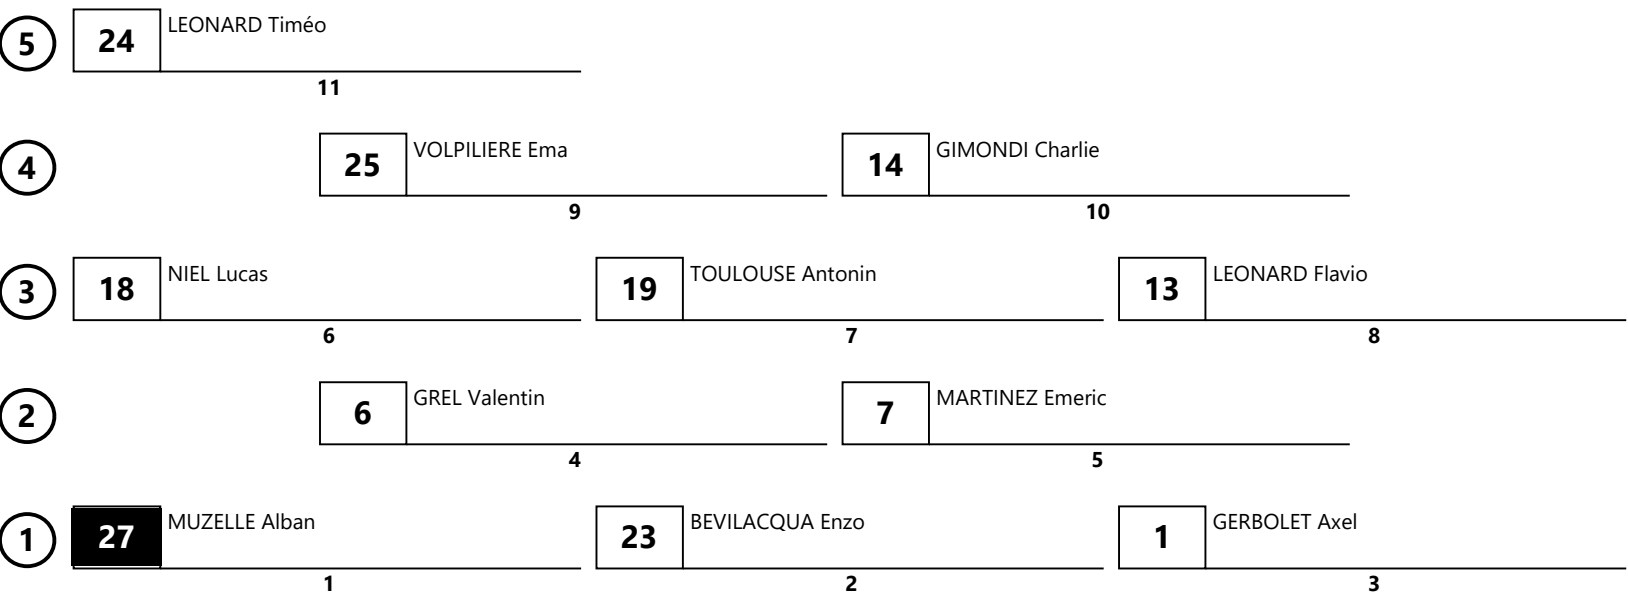 5 24 LEONARD Timéo
11
4 25 VOLPILIERE Ema 14 GIMONDI Charlie
9 10
3 18 NIEL Lucas 19 TOULOUSE Antonin 13 LEONARD Flavio
6 7 8
2 6 GREL Valentin 7 MARTINEZ Emeric
4 5
1 27 MUZELLE Alban 23 BEVILACQUA Enzo 1 GERBOLET Axel
1 2 3